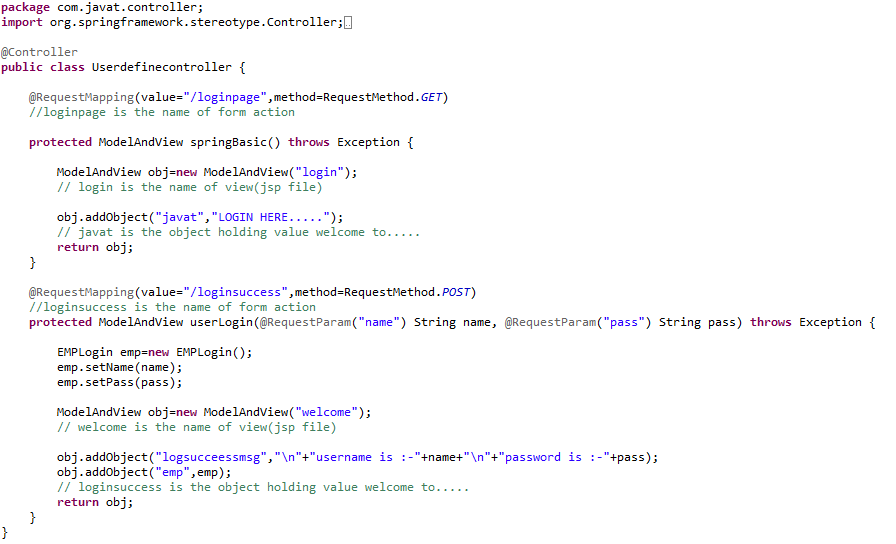 package com.javat.controller;
import org.springframework.stereotype.Controller;
@Controller
public class Userdefinecontroller {
@RequestMapping(value="/loginpage",method=RequestMethod.GET)
//loginpage is the name of form action
protected ModelAndView springBasic() throws Exception {
ModelAndView obj=new ModelAndView("login");
// login is the name of view(jsp file)
obj.addObject("javat","LOGIN HERE.....");
// javat is the object holding value welcome to.....
return obj;
}
@RequestMapping(value="/loginsuccess",method=RequestMethod.POST)
//loginsuccess is the name of form action
protected ModelAndView userLogin(@RequestParam("name") String name, @RequestParam("pass") String pass) throws Exception {
EMPLogin emp=new EMPLogin();
emp.setName(name);
emp.setPass(pass);
ModelAndView obj=new ModelAndView("welcome");
// welcome is the name of view(jsp file)
obj.addObject("logsucceessmsg","\n"+"username is :-"+name+"\n"+"password is :-"+pass);
obj.addObject("emp",emp);
// loginsuccess is the object holding value welcome to.....
return obj;
}
}